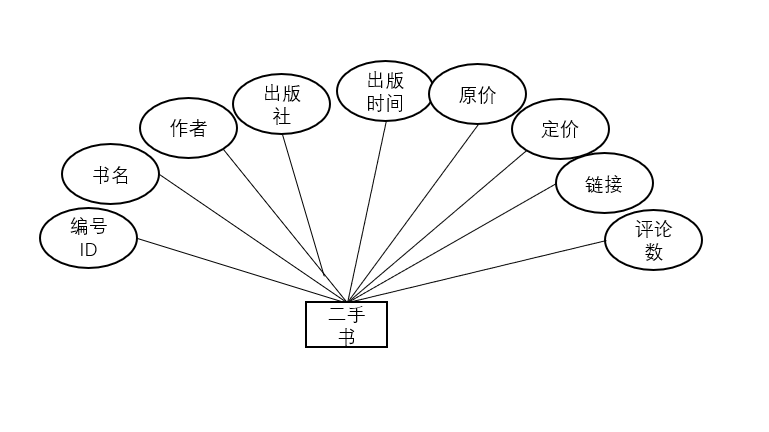 出版
时间
出版
社
原价
作者
定价
书名
链接
编号
ID
评论
数
二手
书